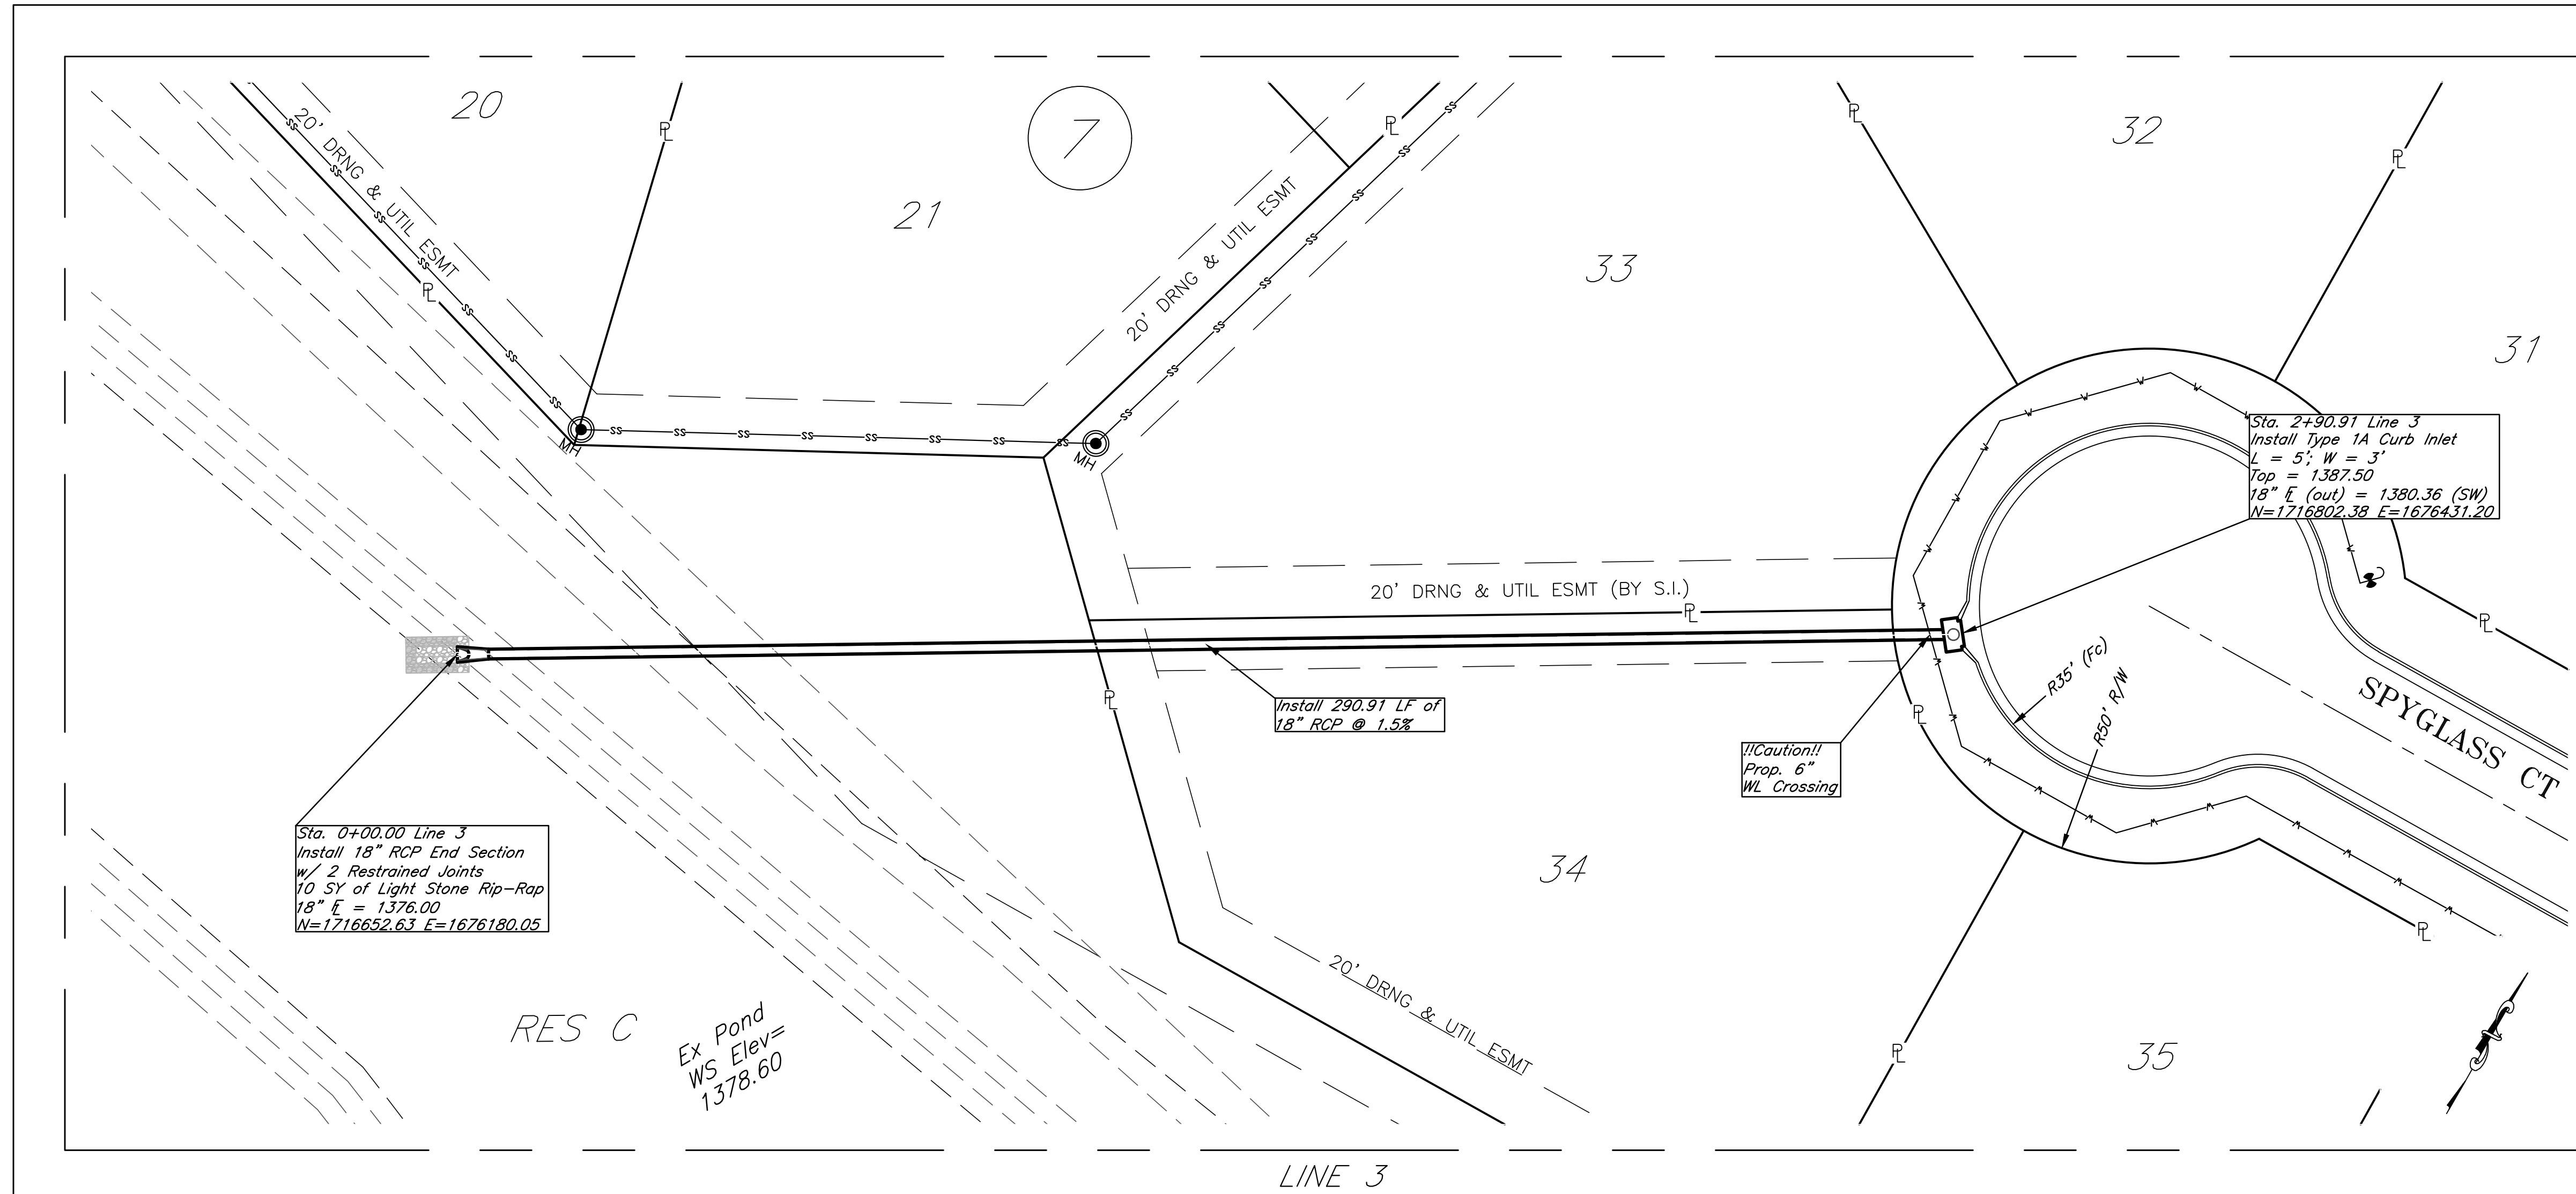 20
20' DRNG & UTIL ESMT
21
7
20' DRNG & UTIL ESMT
33
32
31
Sta. 2+90.91 Line 3
Install Type 1A Curb Inlet
L = 5'; W = 3'
Top = 1387.50
18" FL (out) = 1380.36 (SW)
N=1716802.38 E=1676431.20
MH
MH
20' DRNG & UTIL ESMT (BY S.I.)
Install 290.91 LF of
18" RCP @ 1.5%
!!Caution!!
Prop. 6"
WL Crossing
R35' (Fc)
R50' R/W
SPYGLASS CT
Sta. 0+00.00 Line 3
Install 18" RCP End Section
w/ 2 Restrained Joints
10 SY of Light Stone Rip-Rap
18" FL = 1376.00
N=1716652.63 E=1676180.05
34
20' DRNG & UTIL ESMT
RES C
Ex Pond
WS Elev=
1378.60
35
LINE 3